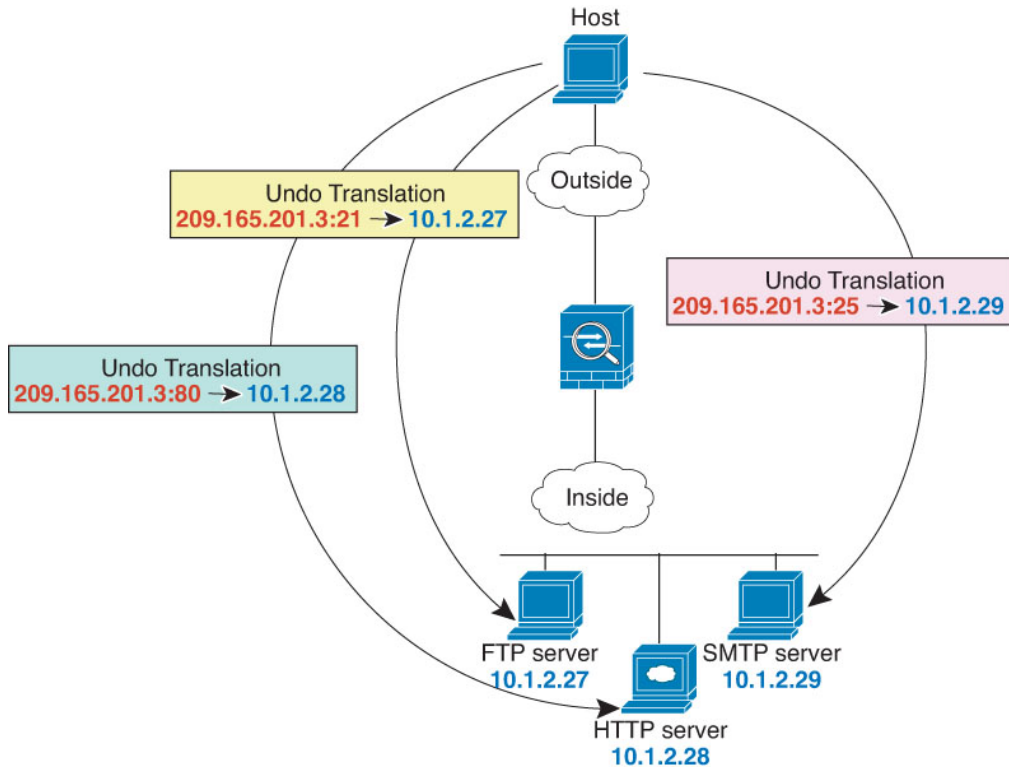 Host
Outside
Undo Translation
209.165.201.3:21 → 10.1.2.27
Undo Translation
209.165.201.3:25 → 10.1.2.29
Undo Translation
209.165.201.3:80 → 10.1.2.28
Inside
FTP server
10.1.2.27
SMTP server
10.1.2.29
HTTP server
10.1.2.28